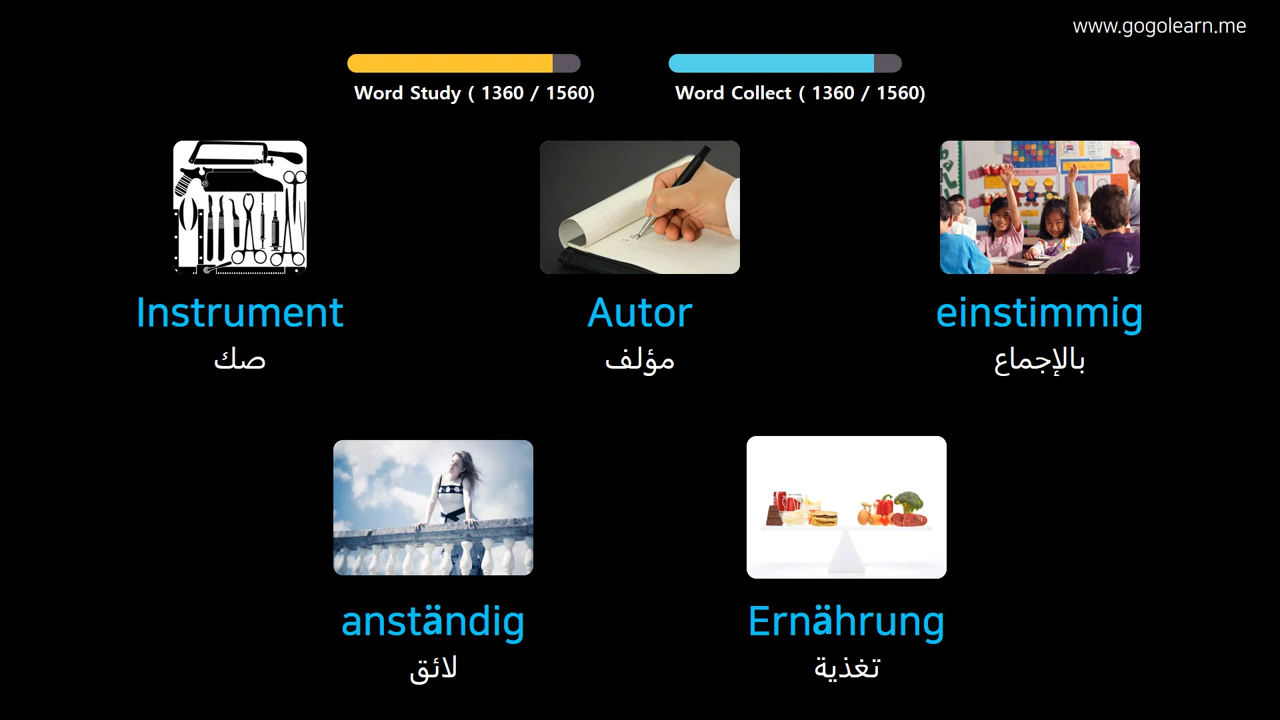 www.gogolearn.me
Word Study ( 1360 / 1560)
Word Collect ( 1360 / 1560)
Instrument
صك
Autor
مؤلف
einstimmig
بالإجماع
anständig
لائق
Ernährung
تغذية